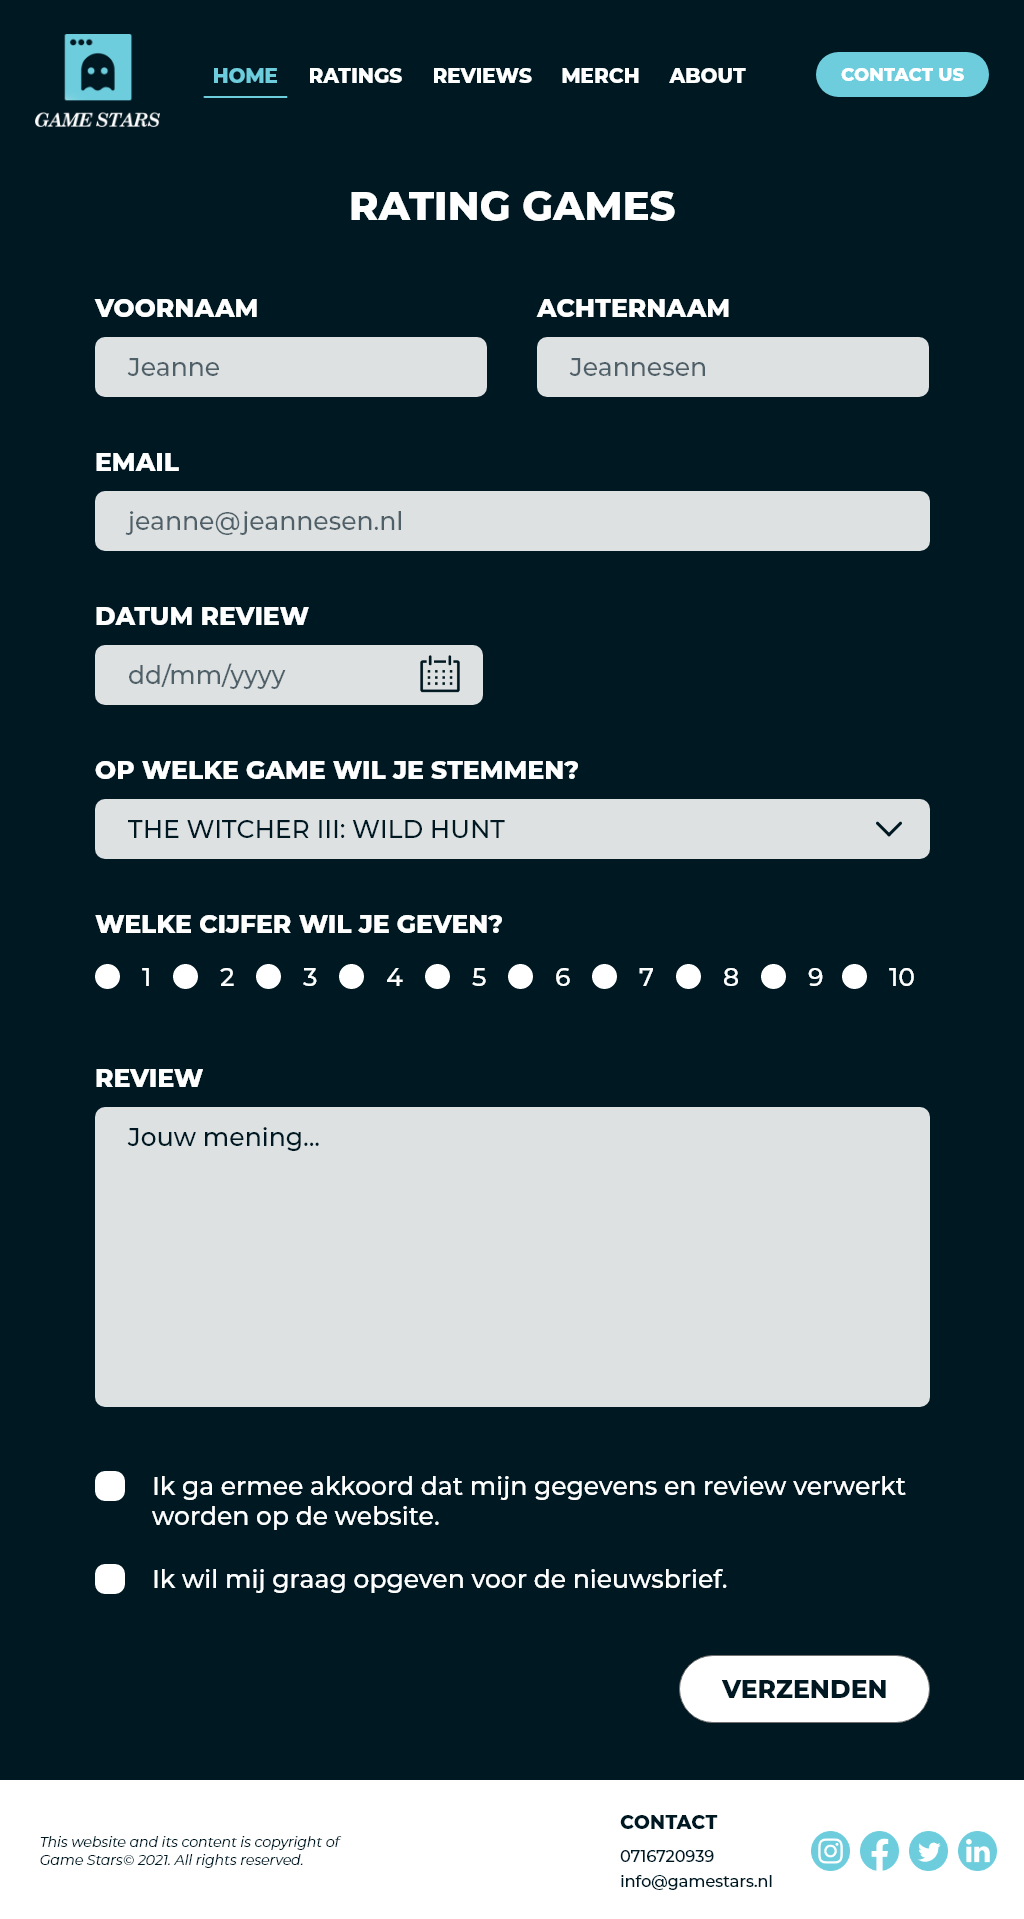 GAME STARS
HOME
RATINGS
REVIEWS
MERCH
ABOUT
CONTACT US
RATING GAMES
VOORNAAM
ACHTERNAAM
Jeanne
Jeannesen
EMAIL
jeanne@jeannesen.nl
DATUM REVIEW
dd/mm/yyyy
OP WELKE GAME WIL JE STEMMEN?
THE WITCHER III: WILD HUNT
WELKE CIJFER WIL JE GEVEN?
1 2 3 4 5 6 7 8 9 10
REVIEW
Jouw mening...
Ik ga ermee akkoord dat mijn gegevens en review verwerkt
worden op de website.
Ik wil mij graag opgeven voor de nieuwsbrief.
VERZENDEN
This website and its content is copyright of
Game Stars© 2021. All rights reserved.
CONTACT
0716720939
info@gamestars.nl